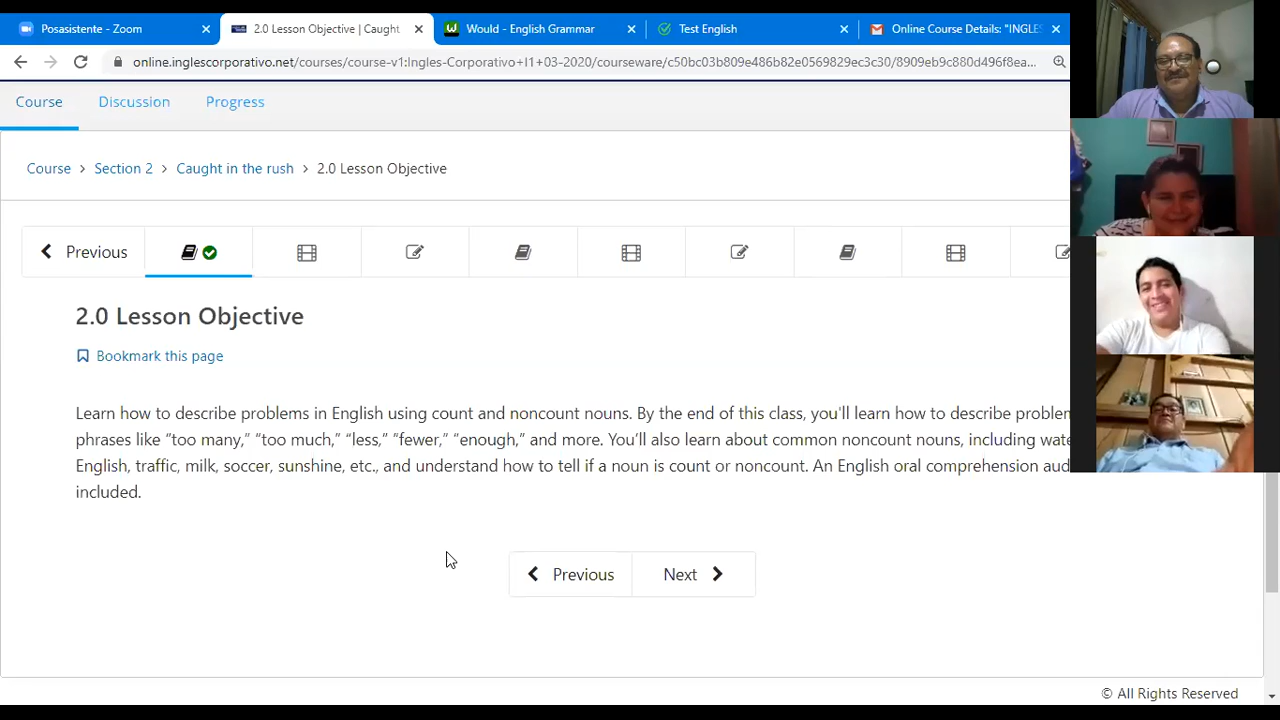 Posasistente - Zoom
2.0 Lesson Objective | Caught
Would - English Grammar
Test English
Online Course Details: "INGLES
online.inglescorporativo.net/courses/course-v1:Ingles-Corporativo+I1+03-2020/courseware/c50bc03b809e486b82e0569829ec3c30/3909eb9c880d496f8ea...
Course Discussion Progress
Course > Section 2 > Caught in the rush > 2.0 Lesson Objective
Previous
2.0 Lesson Objective
Bookmark this page
Learn how to describe problems in English using count and noncount nouns. By the end of this class, you'll learn how to describe problem
phrases like “too many,” “too much,” “less,” “fewer,” “enough,” and more. You’ll also learn about common noncount nouns, including wate
English, traffic, milk, soccer, sunshine, etc., and understand how to tell if a noun is count or noncount. An English oral comprehension aud
included.
Previous Next
© All Rights Reserved